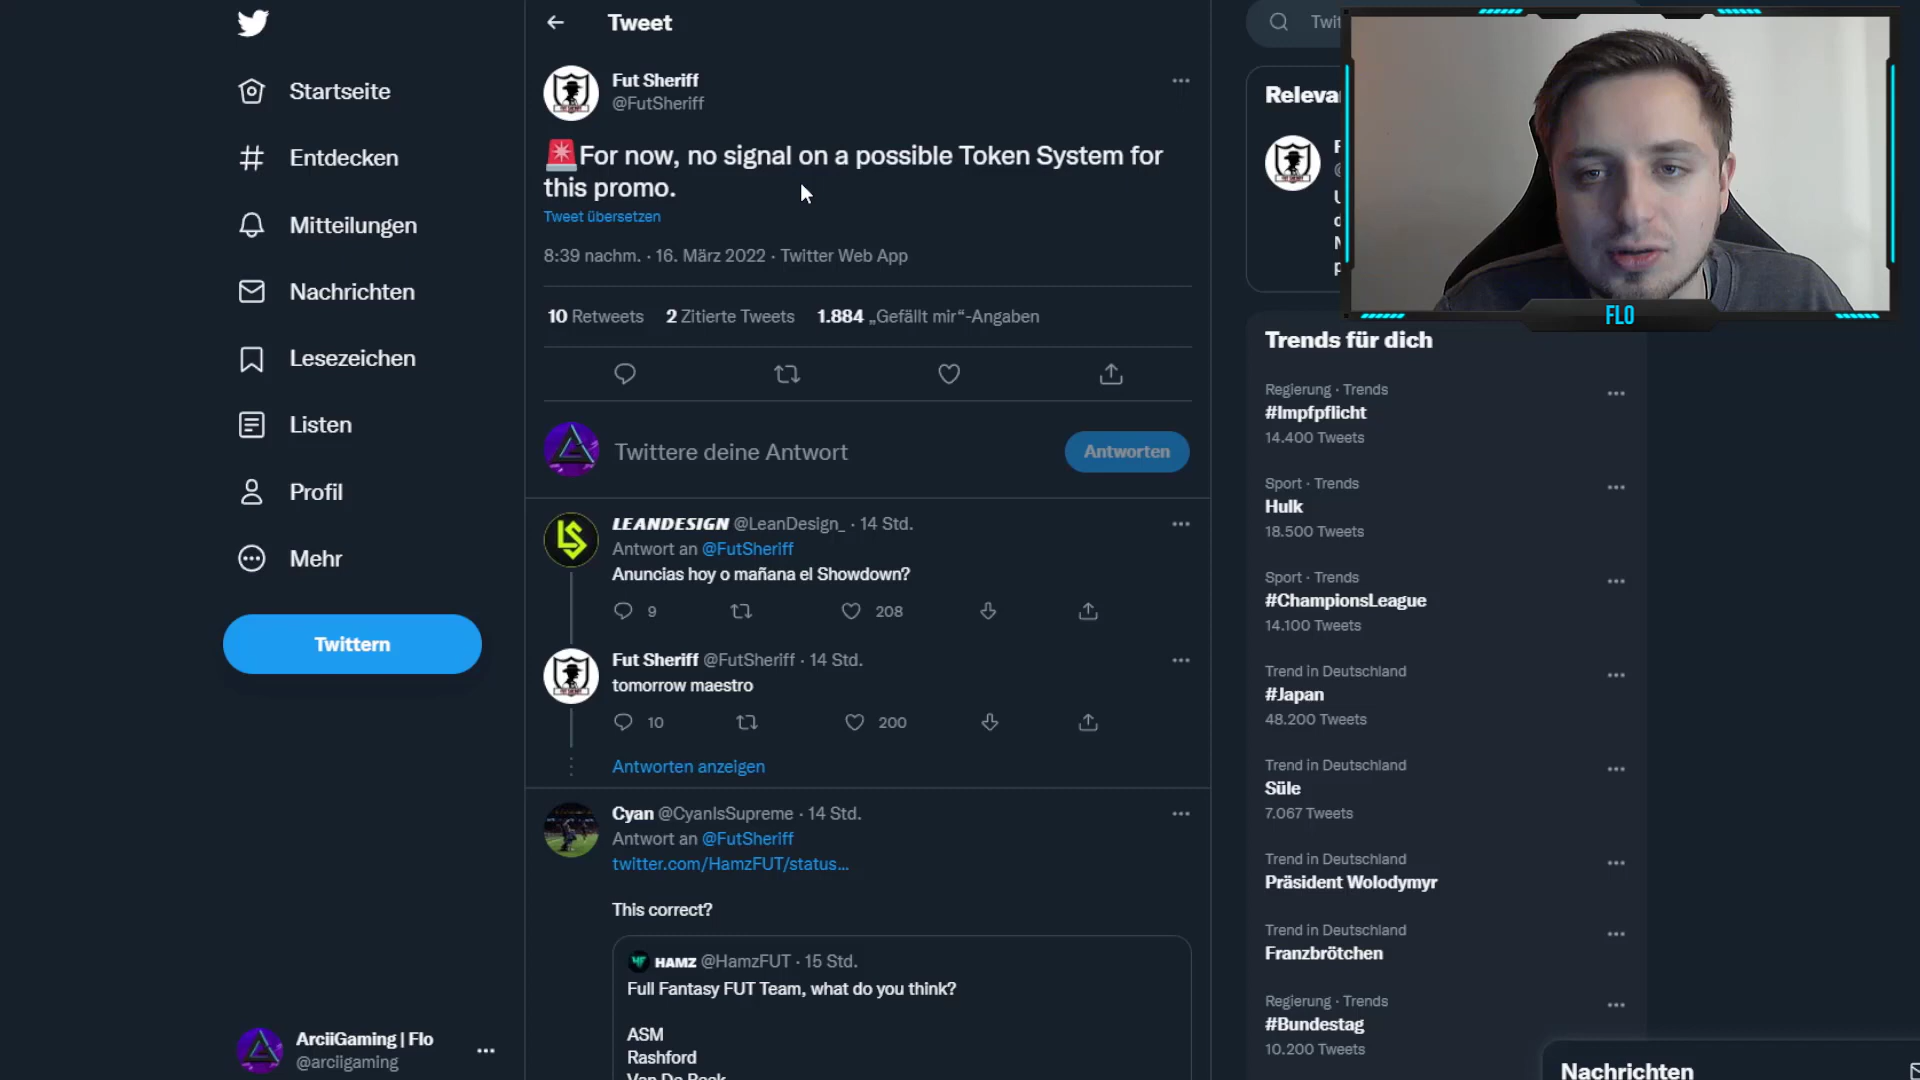 Startseite
Entdecken
Mitteilungen
Nachrichten
Lesezeichen
Listen
Profil
Mehr
Twittern
ArciiGaming | Flo
@arciigaming
Tweet
Fut Sheriff
@FutSheriff
🚨For now, no signal on a possible Token System for
this promo.
Tweet übersetzen
8:39 nachm. · 16. März 2022 · Twitter Web App
10 Retweets 2 Zitierte Tweets 1.884 „Gefällt mir“-Angaben
Twittere deine Antwort
Antworten
LEANDESIGN @LeanDesign_ · 14 Std.
Antwort an @FutSheriff
Anuncias hoy o mañana el Showdown?
9 208
Fut Sheriff @FutSheriff · 14 Std.
tomorrow maestro
10 200
Antworten anzeigen
Cyan @CyanIsSupreme · 14 Std.
Antwort an @FutSheriff
twitter.com/HamzFUT/status...
This correct?
HAMZ @HamzFUT · 15 Std.
Full Fantasy FUT Team, what do you think?
ASM
Rashford
Van De Beek
Twit
Releva
FLO
Trends für dich
Regierung · Trends
#Impfpflicht
14.400 Tweets
Sport · Trends
Hulk
18.500 Tweets
Sport · Trends
#ChampionsLeague
14.100 Tweets
Trend in Deutschland
#Japan
48.200 Tweets
Trend in Deutschland
Süle
7.067 Tweets
Trend in Deutschland
Präsident Wolodymyr
Trend in Deutschland
Franzbrötchen
Regierung · Trends
#Bundestag
10.200 Tweets
Nachrichten